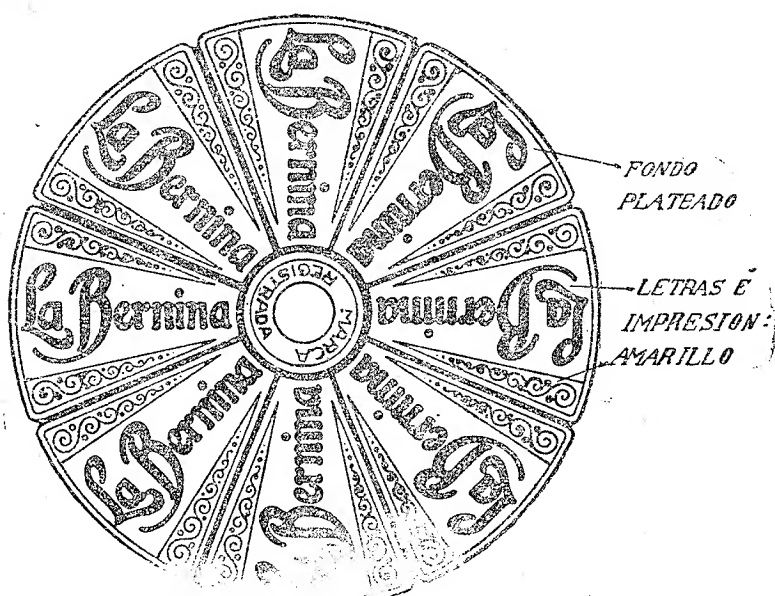 La Bernina
La Bernina
La Bernina
La Bernina
La Bernina
La Bernina
La Bernina
Bernina
MARCA
REGISTRADA
FONDO
PLATEADO
LETRAS É
IMPRESION:
AMARILLO